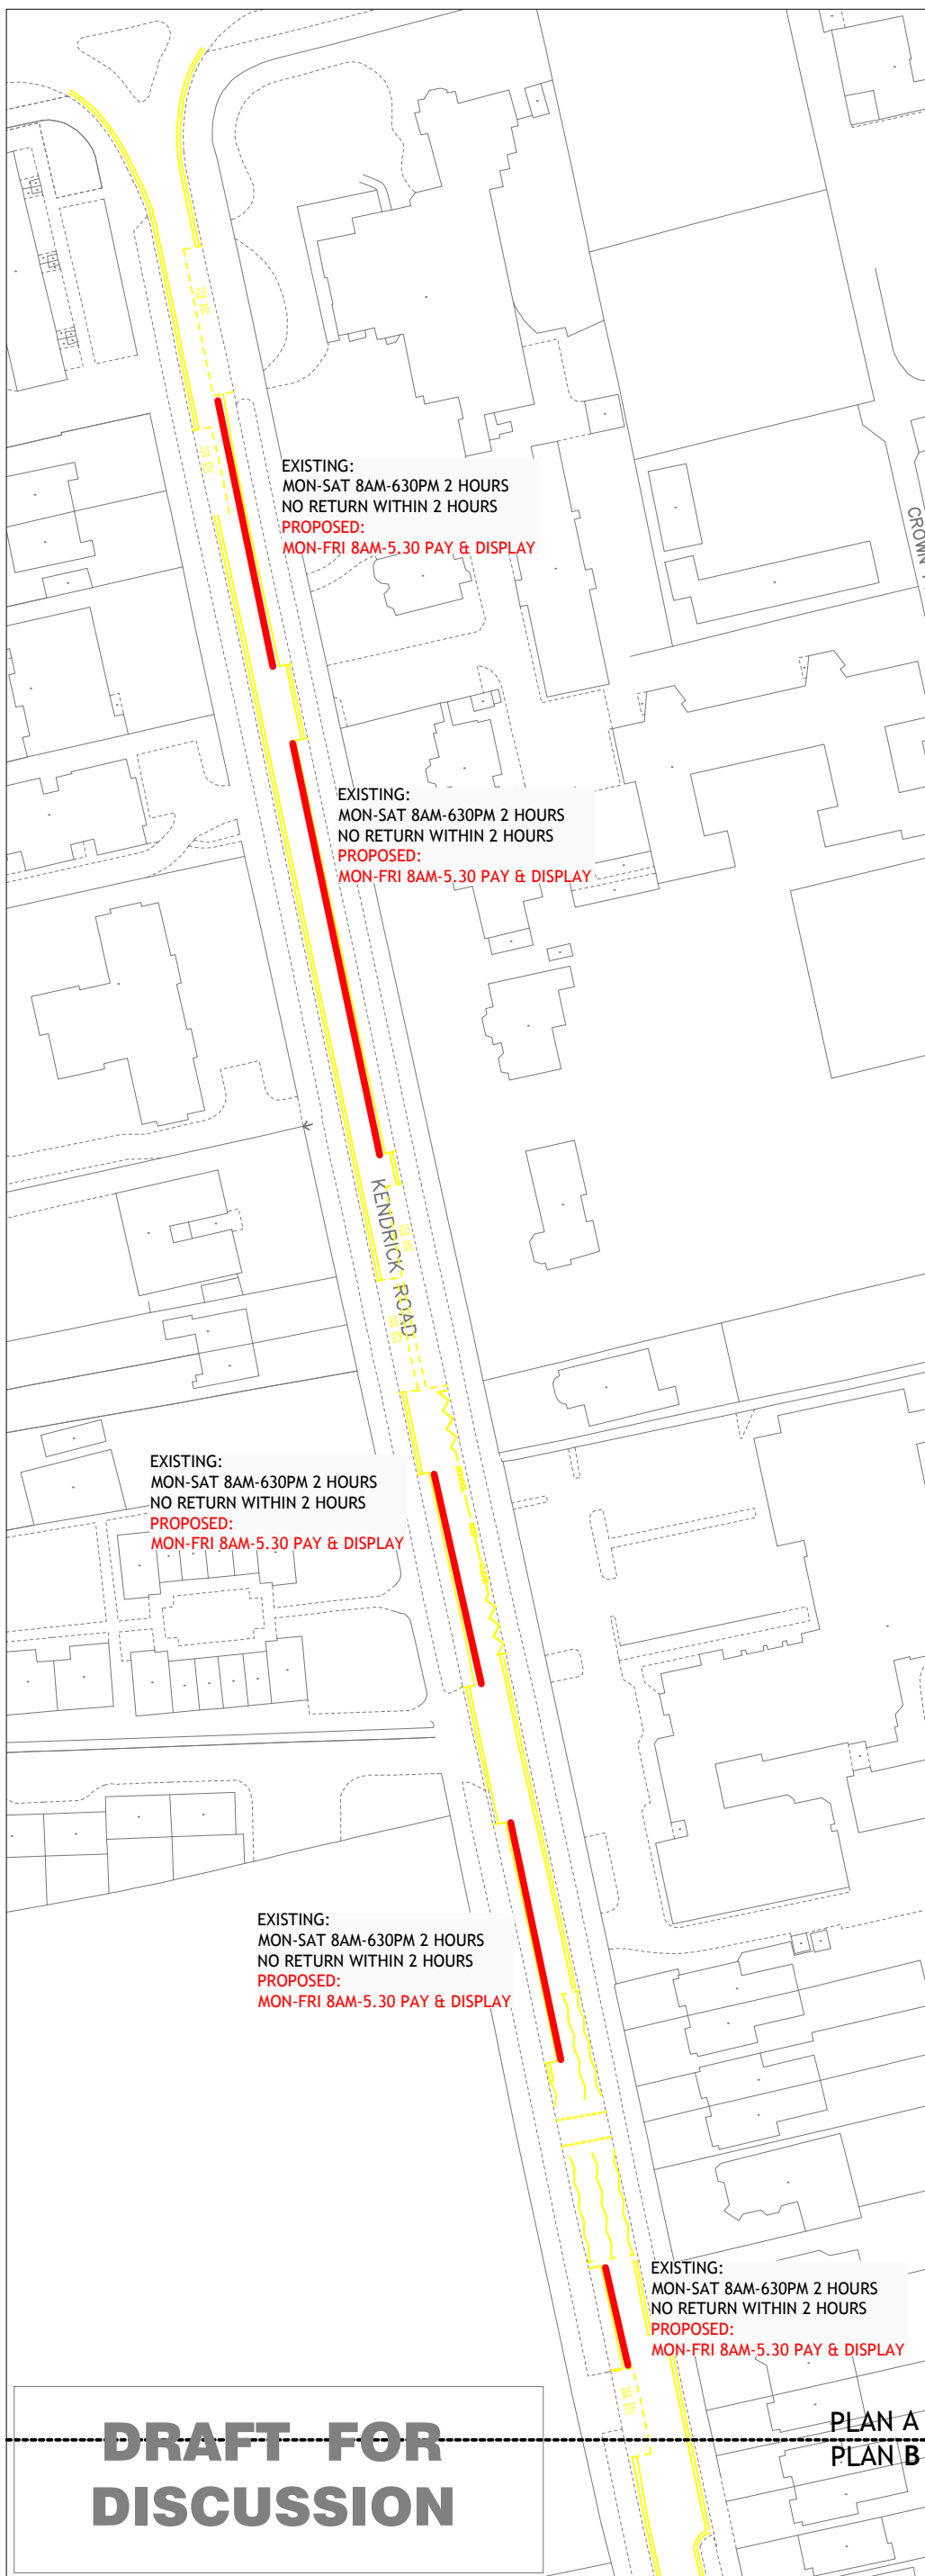 EXISTING:
MON-SAT 8AM-630PM 2 HOURS
NO RETURN WITHIN 2 HOURS
PROPOSED:
MON-FRI 8AM-5.30 PAY & DISPLAY
CROWN
EXISTING:
MON-SAT 8AM-630PM 2 HOURS
NO RETURN WITHIN 2 HOURS
PROPOSED:
MON-FRI 8AM-5.30 PAY & DISPLAY
KENDRICK ROAD
EXISTING:
MON-SAT 8AM-630PM 2 HOURS
NO RETURN WITHIN 2 HOURS
PROPOSED:
MON-FRI 8AM-5.30 PAY & DISPLAY
EXISTING:
MON-SAT 8AM-630PM 2 HOURS
NO RETURN WITHIN 2 HOURS
PROPOSED:
MON-FRI 8AM-5.30 PAY & DISPLAY
EXISTING:
MON-SAT 8AM-630PM 2 HOURS
NO RETURN WITHIN 2 HOURS
PROPOSED:
MON-FRI 8AM-5.30 PAY & DISPLAY
PLAN A
PLAN B
DRAFT FOR
DISCUSSION